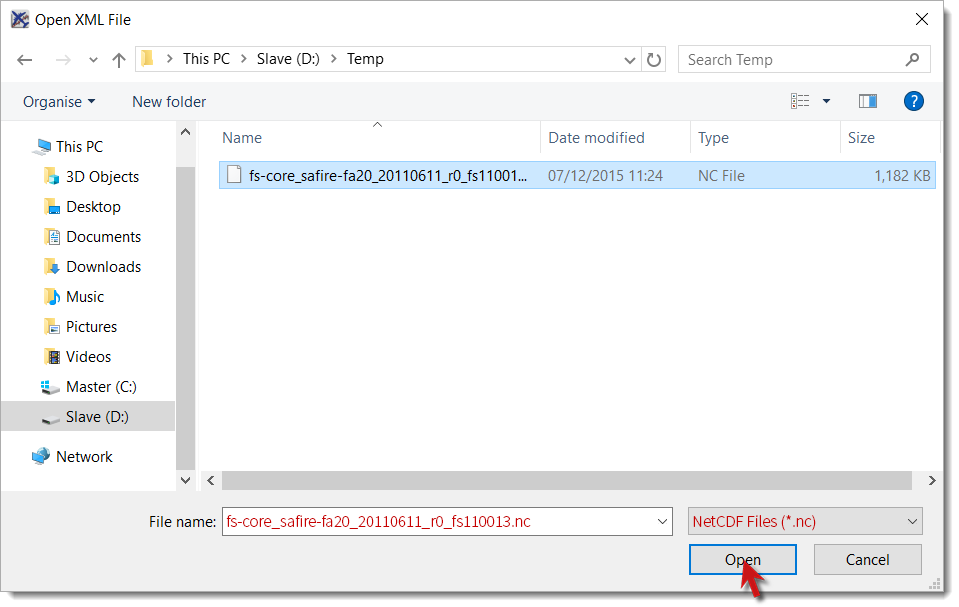 Open XML File
This PC > Slave (D:) > Temp
Search Temp
Organise
New folder
?
Name
Date modified
Type
Size
This PC
3D Objects
Desktop
Documents
Downloads
Music
Pictures
Videos
Master (C:)
Slave (D:)
Network
fs-core_safire-fa20_20110611_r0_fs11001... 07/12/2015 11:24 NC File 1,182 KB
File name: fs-core_safire-fa20_20110611_r0_fs110013.nc
NetCDF Files (*.nc)
Open
Cancel